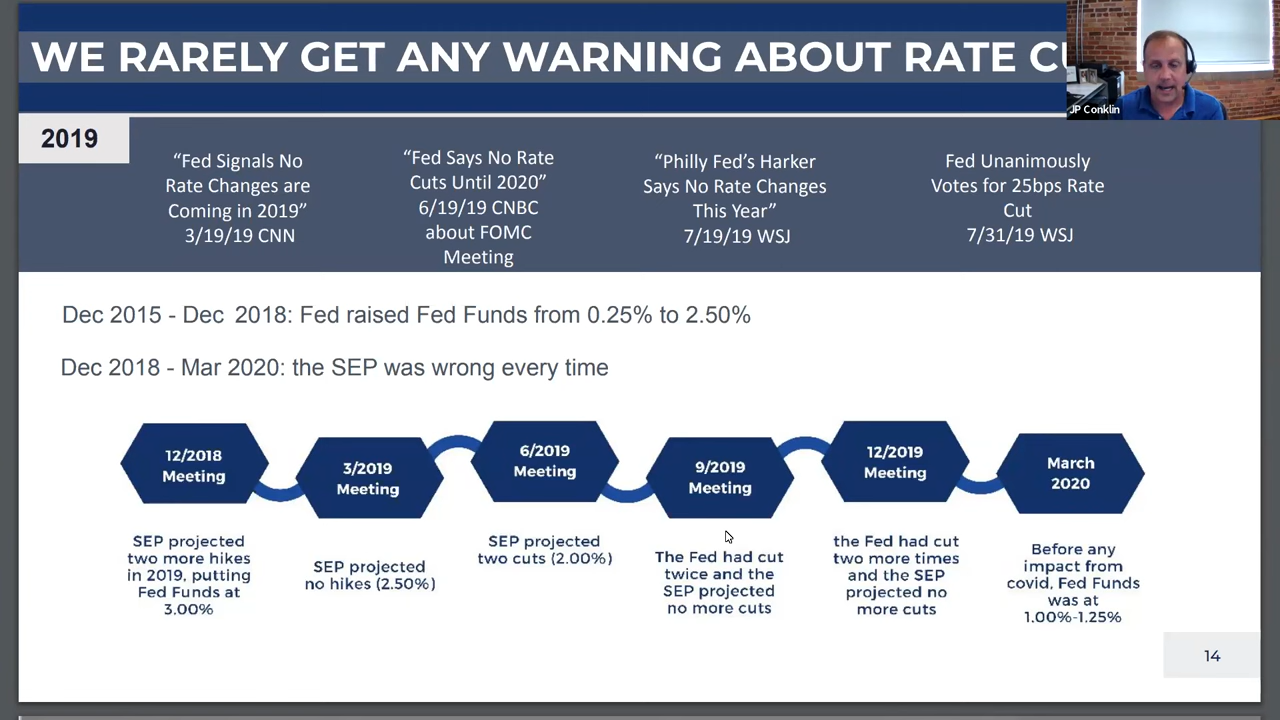 WE RARELY GET ANY WARNING ABOUT RATE
JP Conklin
2019
“Fed Signals No
Rate Changes are
Coming in 2019”
3/19/19 CNN
“Fed Says No Rate
Cuts Until 2020”
6/19/19 CNBC
about FOMC
Meeting
“Philly Fed’s Harker
Says No Rate Changes
This Year”
7/19/19 WSJ
Fed Unanimously
Votes for 25bps Rate
Cut
7/31/19 WSJ
Dec 2015 - Dec 2018: Fed raised Fed Funds from 0.25% to 2.50%
Dec 2018 - Mar 2020: the SEP was wrong every time
12/2018
Meeting
SEP projected
two more hikes
in 2019, putting
Fed Funds at
3.00%
3/2019
Meeting
SEP projected
no hikes (2.50%)
6/2019
Meeting
SEP projected
two cuts (2.00%)
9/2019
Meeting
The Fed had cut
twice and the
SEP projected
no more cuts
12/2019
Meeting
the Fed had cut
two more times
and the SEP
projected no
more cuts
March
2020
Before any
impact from
covid, Fed Funds
was at
1.00%-1.25%
14